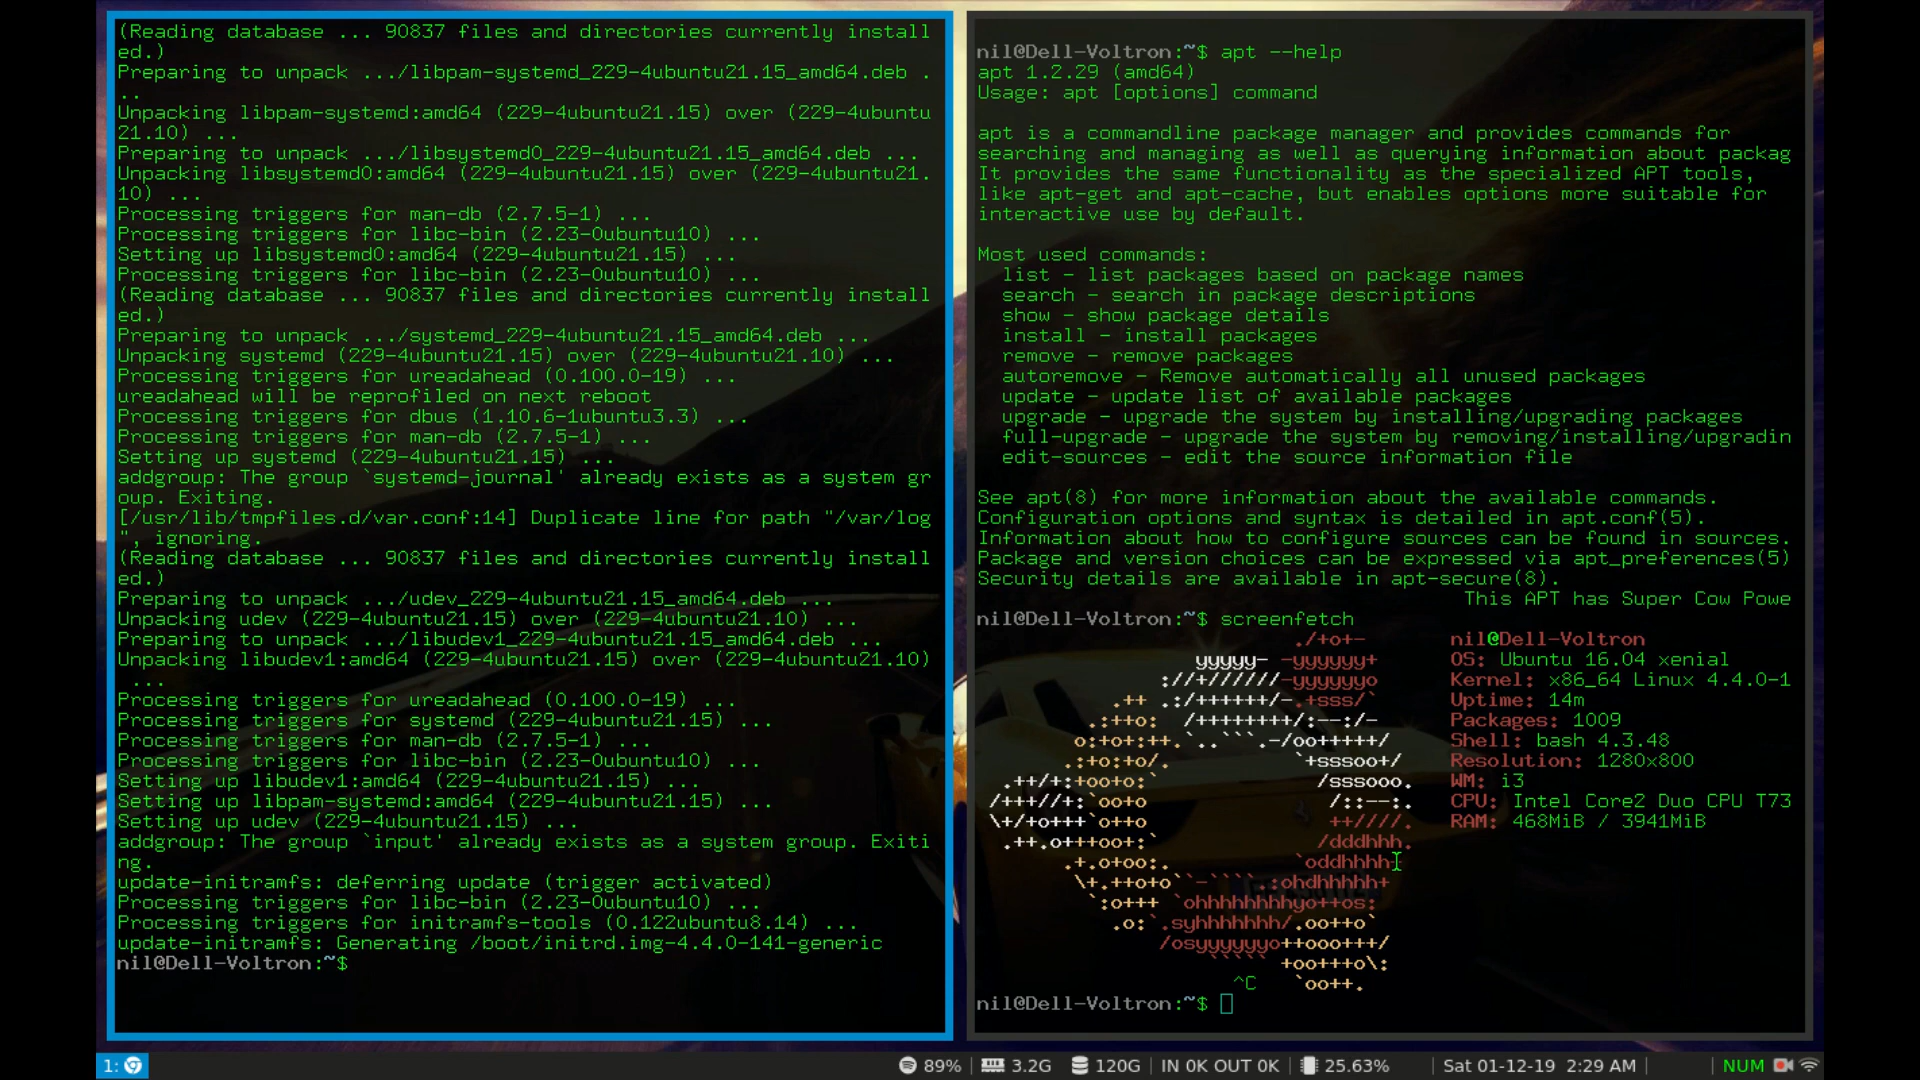 (Reading database ... 90837 files and directories currently install
ed.)
Preparing to unpack .../libpam-systemd_229-4ubuntu21.15_amd64.deb .
..
Unpacking libpam-systemd:amd64 (229-4ubuntu21.15) over (229-4ubuntu
21.10) ...
Preparing to unpack .../libsystemd0_229-4ubuntu21.15_amd64.deb ...
Unpacking libsystemd0:amd64 (229-4ubuntu21.15) over (229-4ubuntu21.
10) ...
Processing triggers for man-db (2.7.5-1) ...
Processing triggers for libc-bin (2.23-0ubuntu10) ...
Setting up libsystemd0:amd64 (229-4ubuntu21.15) ...
Processing triggers for libc-bin (2.23-0ubuntu10) ...
(Reading database ... 90837 files and directories currently install
ed.)
Preparing to unpack .../systemd_229-4ubuntu21.15_amd64.deb ...
Unpacking systemd (229-4ubuntu21.15) over (229-4ubuntu21.10) ...
Processing triggers for ureadahead (0.100.0-19) ...
ureadahead will be reprofiled on next reboot
Processing triggers for dbus (1.10.6-1ubuntu3.3) ...
Processing triggers for man-db (2.7.5-1) ...
Setting up systemd (229-4ubuntu21.15) ...
addgroup: The group `systemd-journal' already exists as a system gr
oup. Exiting.
[/usr/lib/tmpfiles.d/var.conf:14] Duplicate line for path "/var/log
", ignoring.
(Reading database ... 90837 files and directories currently install
ed.)
Preparing to unpack .../udev_229-4ubuntu21.15_amd64.deb ...
Unpacking udev (229-4ubuntu21.15) over (229-4ubuntu21.10) ...
Preparing to unpack .../libudev1_229-4ubuntu21.15_amd64.deb ...
Unpacking libudev1:amd64 (229-4ubuntu21.15) over (229-4ubuntu21.10)
...
Processing triggers for ureadahead (0.100.0-19) ...
Processing triggers for systemd (229-4ubuntu21.15) ...
Processing triggers for man-db (2.7.5-1) ...
Processing triggers for libc-bin (2.23-0ubuntu10) ...
Setting up libudev1:amd64 (229-4ubuntu21.15) ...
Setting up libpam-systemd:amd64 (229-4ubuntu21.15) ...
Setting up udev (229-4ubuntu21.15) ...
addgroup: The group `input' already exists as a system group. Exiti
ng.
update-initramfs: deferring update (trigger activated)
Processing triggers for libc-bin (2.23-0ubuntu10) ...
Processing triggers for initramfs-tools (0.122ubuntu8.14) ...
update-initramfs: Generating /boot/initrd.img-4.4.0-141-generic
nil@Dell-Voltron:~$
nil@Dell-Voltron:~$ apt --help
apt 1.2.29 (amd64)
Usage: apt [options] command
apt is a commandline package manager and provides commands for
searching and managing as well as querying information about packag
It provides the same functionality as the specialized APT tools,
like apt-get and apt-cache, but enables options more suitable for
interactive use by default.
Most used commands:
list - list packages based on package names
search - search in package descriptions
show - show package details
install - install packages
remove - remove packages
autoremove - Remove automatically all unused packages
update - update list of available packages
upgrade - upgrade the system by installing/upgrading packages
full-upgrade - upgrade the system by removing/installing/upgradin
edit-sources - edit the source information file
See apt(8) for more information about the available commands.
Configuration options and syntax is detailed in apt.conf(5).
Information about how to configure sources can be found in sources.
Package and version choices can be expressed via apt_preferences(5)
Security details are available in apt-secure(8).
This APT has Super Cow Powe
nil@Dell-Voltron:~$ screenfetch
./+o+- nil@Dell-Voltron
yyyyy- -yyyyyy+ OS: Ubuntu 16.04 xenial
://+//////-yyyyyyo Kernel: x86_64 Linux 4.4.0-1
.++ .:/++++++/-.+sss/` Uptime: 14m
.:++o: /++++++++/:--:/- Packages: 1009
o:+o+:++.`..```.-/oo+++++/ Shell: bash 4.3.48
.:+o:+o/. `+sssoo+/ Resolution: 1280x800
.++/+:+oo+o:` /sssooo. WM: i3
/+++//+:`oo+o /::--:. CPU: Intel Core2 Duo CPU T73
\+/+o+++`o++o ++////. RAM: 468MiB / 3941MiB
.++.o+++oo+:` /dddhhh.
.+.o+oo:. `oddhhhh+
\+.++o+o``-````.:ohdhhhhh+
`:o+++ `ohhhhhhhhyo++os:
.o:`.syhhhhhhh/.oo++o`
/osyyyyyyo++ooo+++/
````` +oo+++o\:
^C `oo++.
nil@Dell-Voltron:~$
1: 89% | 3.2G 120G | IN 0K OUT 0K | 25.63% | Sat 01-12-19 2:29 AM | | NUM